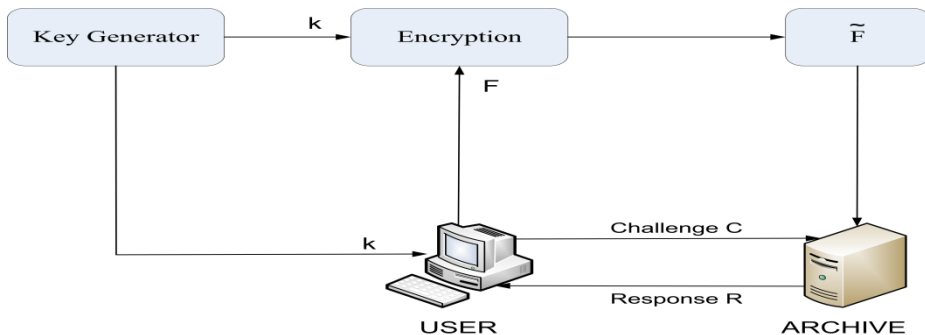 Key Generator
k
Encryption
F̃
F
k
Challenge C
Response R
USER
ARCHIVE